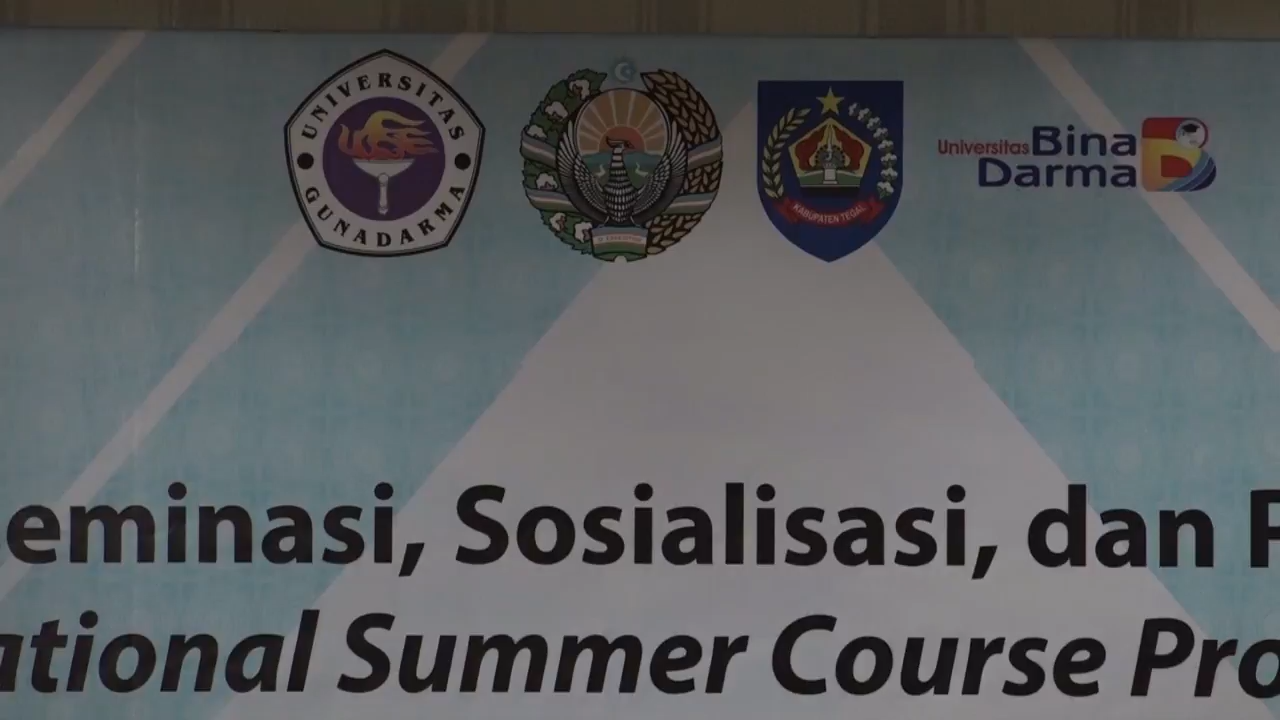 UNIVERSITAS GUNADARMA
KABUPATEN TEGAL
Universitas Bina Darma
eminasi, Sosialisasi, dan P
ational Summer Course Pro